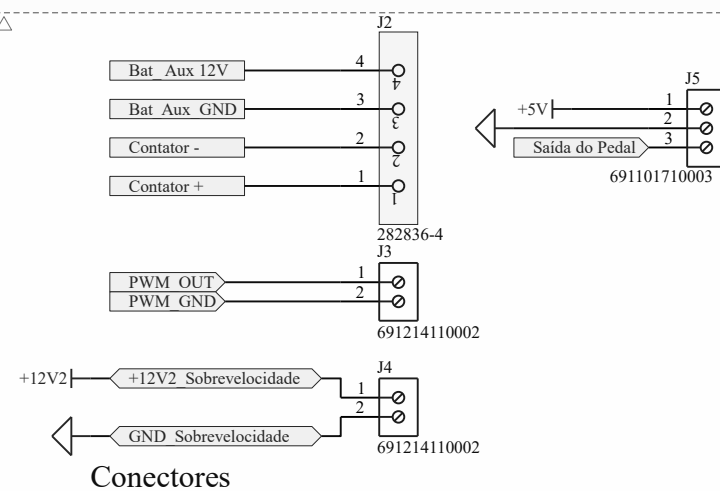 J2
Bat_Aux 12V 4 4
Bat_Aux_GND 3 3
Contator - 2 2
Contator + 1 1
282836-4
J5
+5V 1
2
Saída do Pedal 3
691101710003
J3
PWM_OUT 1
PWM_GND 2
691214110002
J4
+12V2 +12V2_Sobrevelocidade 1
GND_Sobrevelocidade 2
691214110002
Conectores